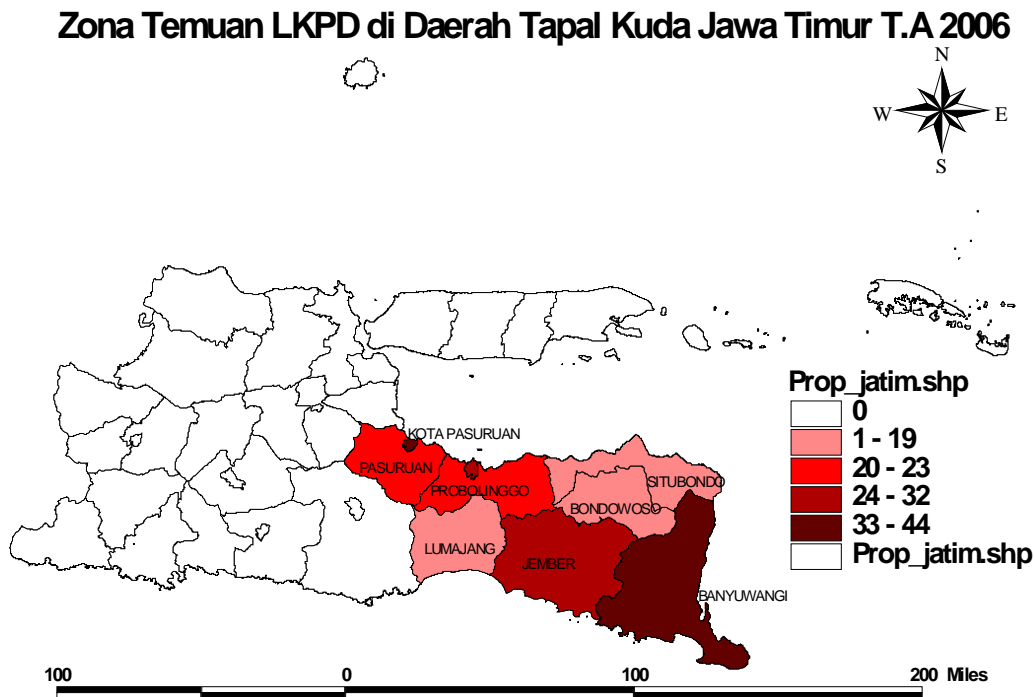 Zona Temuan LKPD di Daerah Tapal Kuda Jawa Timur T.A 2006
N
W
E
S
Prop_jatim.shp
0
1 - 19
20 - 23
24 - 32
33 - 44
Prop_jatim.shp
KOTA PASURUAN
PASURUAN
PROBOLINGGO
SITUBONDO
BONDOWOSO
LUMAJANG
JEMBER
BANYUWANGI
100 0 100 200 Miles